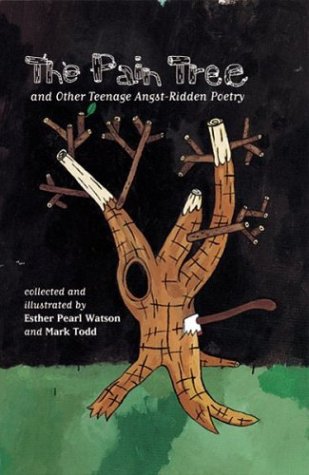 The Pain Tree
and Other Teenage Angst-Ridden Poetry
collected and
illustrated by
Esther Pearl Watson
and Mark Todd